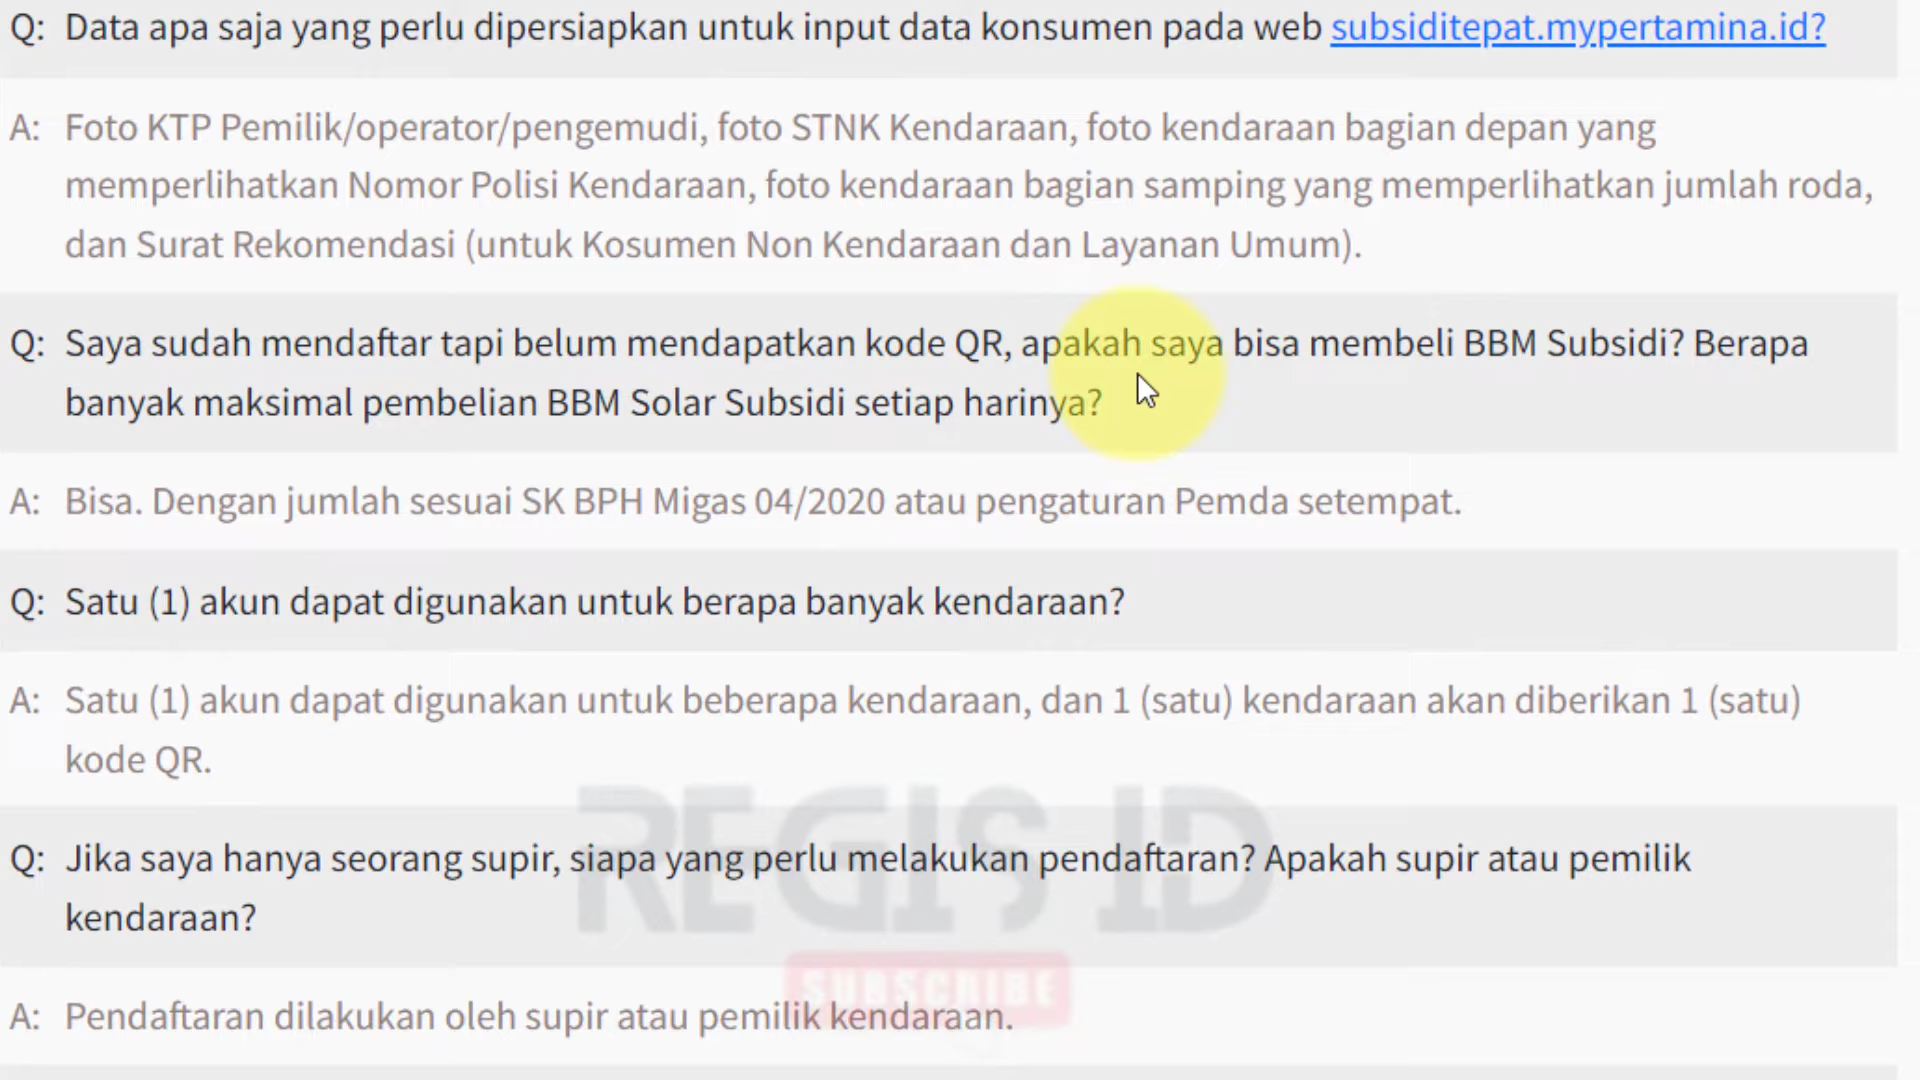 Q: Data apa saja yang perlu dipersiapkan untuk input data konsumen pada web subsiditepat.mypertamina.id?
A: Foto KTP Pemilik/operator/pengemudi, foto STNK Kendaraan, foto kendaraan bagian depan yang
memperlihatkan Nomor Polisi Kendaraan, foto kendaraan bagian samping yang memperlihatkan jumlah roda,
dan Surat Rekomendasi (untuk Kosumen Non Kendaraan dan Layanan Umum).
Q: Saya sudah mendaftar tapi belum mendapatkan kode QR, apakah saya bisa membeli BBM Subsidi? Berapa
banyak maksimal pembelian BBM Solar Subsidi setiap harinya?
A: Bisa. Dengan jumlah sesuai SK BPH Migas 04/2020 atau pengaturan Pemda setempat.
Q: Satu (1) akun dapat digunakan untuk berapa banyak kendaraan?
A: Satu (1) akun dapat digunakan untuk beberapa kendaraan, dan 1 (satu) kendaraan akan diberikan 1 (satu)
kode QR.
Q: Jika saya hanya seorang supir, siapa yang perlu melakukan pendaftaran? Apakah supir atau pemilik
kendaraan?
REGIS ID
SUBSCRIBE
A: Pendaftaran dilakukan oleh supir atau pemilik kendaraan.